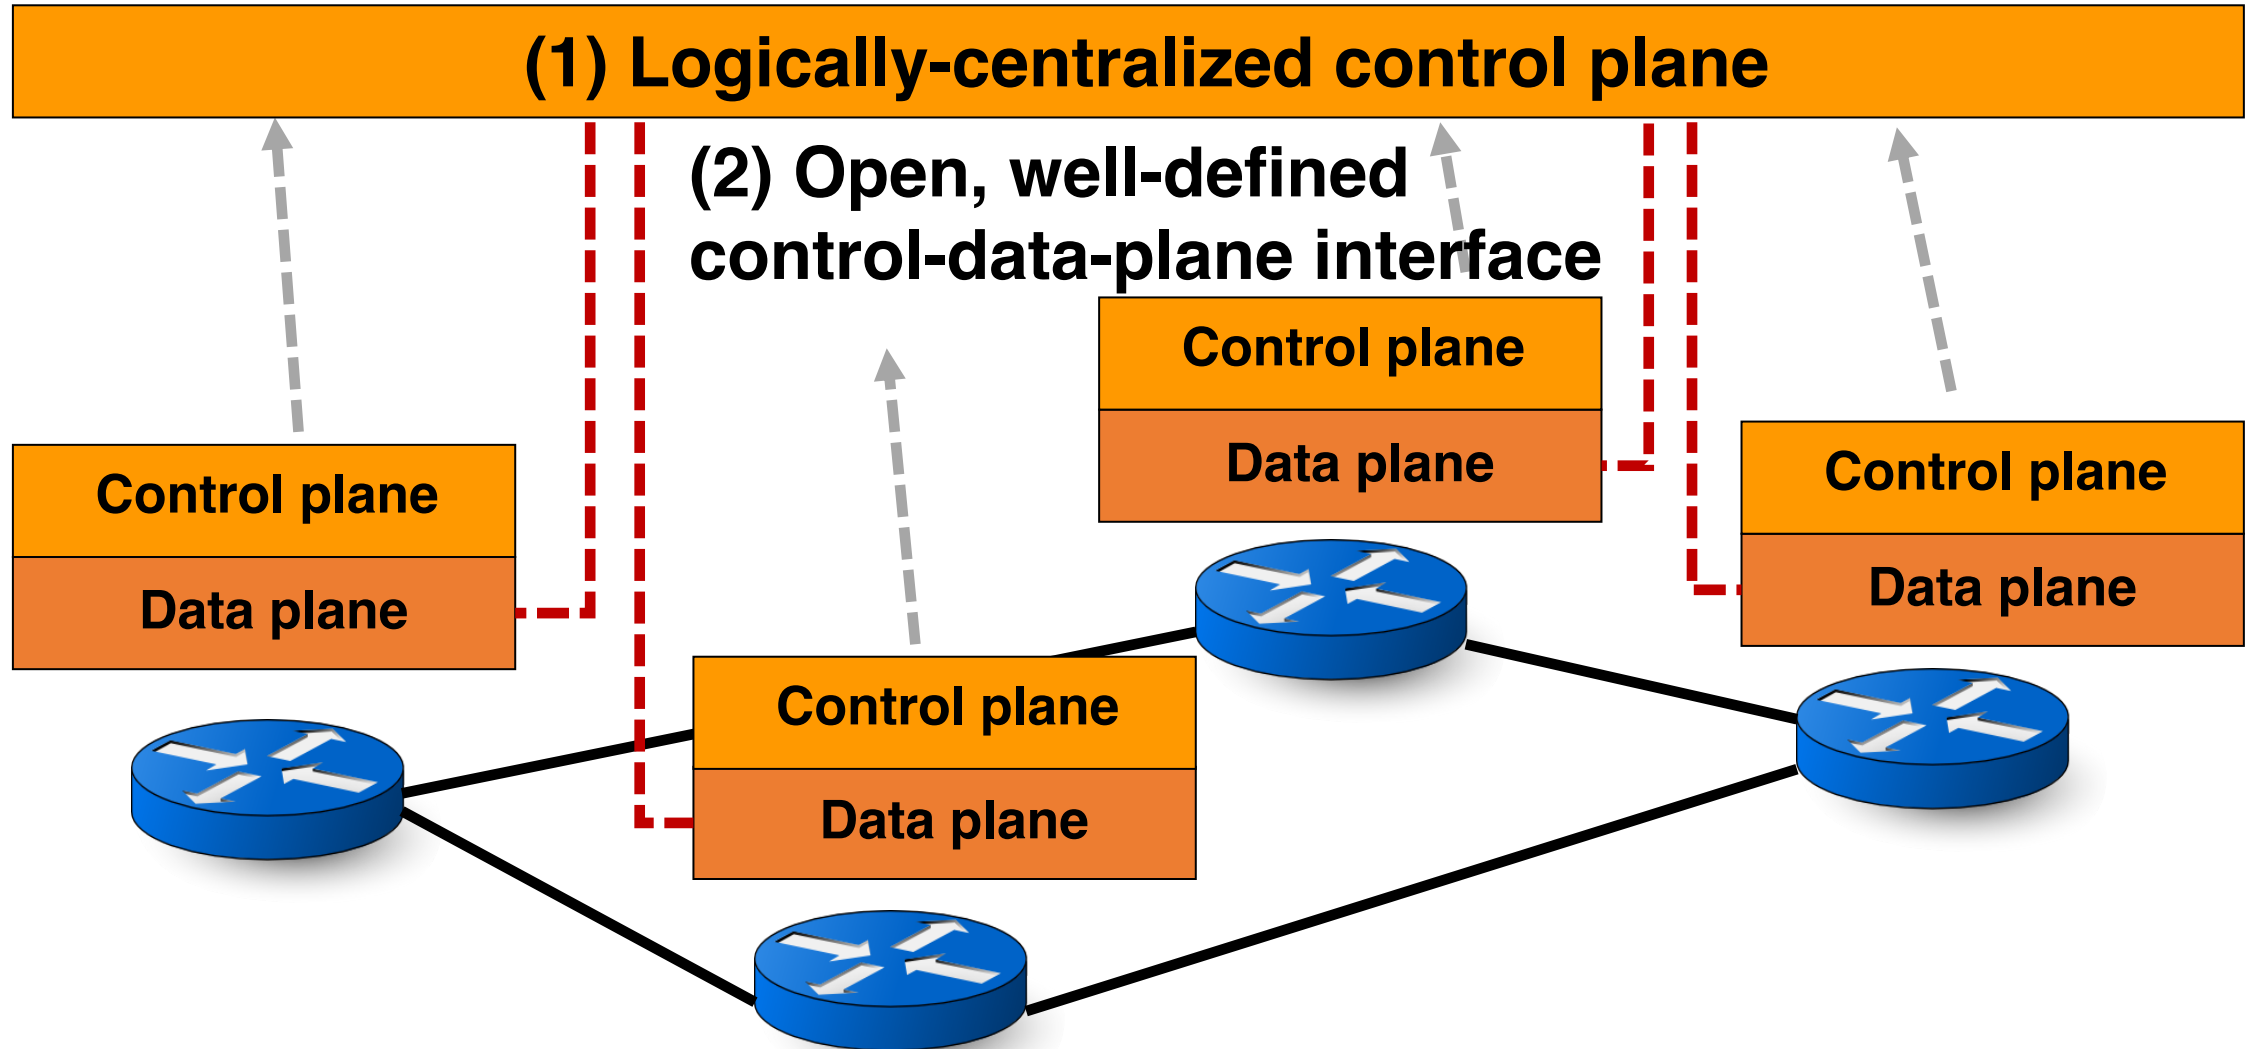 (1) Logically-centralized control plane
(2) Open, well-defined
control-data-plane interface
Control plane
Data plane
Control plane
Data plane
Control plane
Data plane
Control plane
Data plane